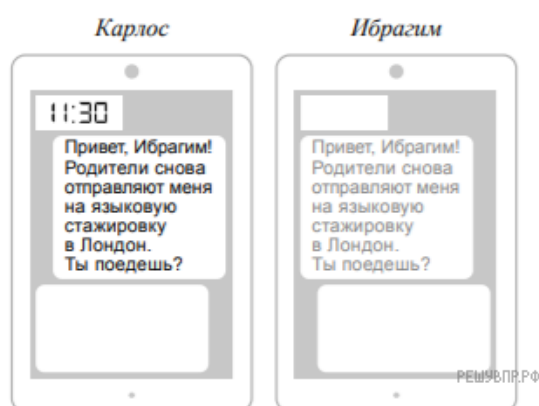 Карлос
Ибрагим
11:30
Привет, Ибрагим!
Родители снова
отправляют меня
на языковую
стажировку
в Лондон.
Ты поедешь?
Привет, Ибрагим!
Родители снова
отправляют меня
на языковую
стажировку
в Лондон.
Ты поедешь?
РЕШУВПР.РФ